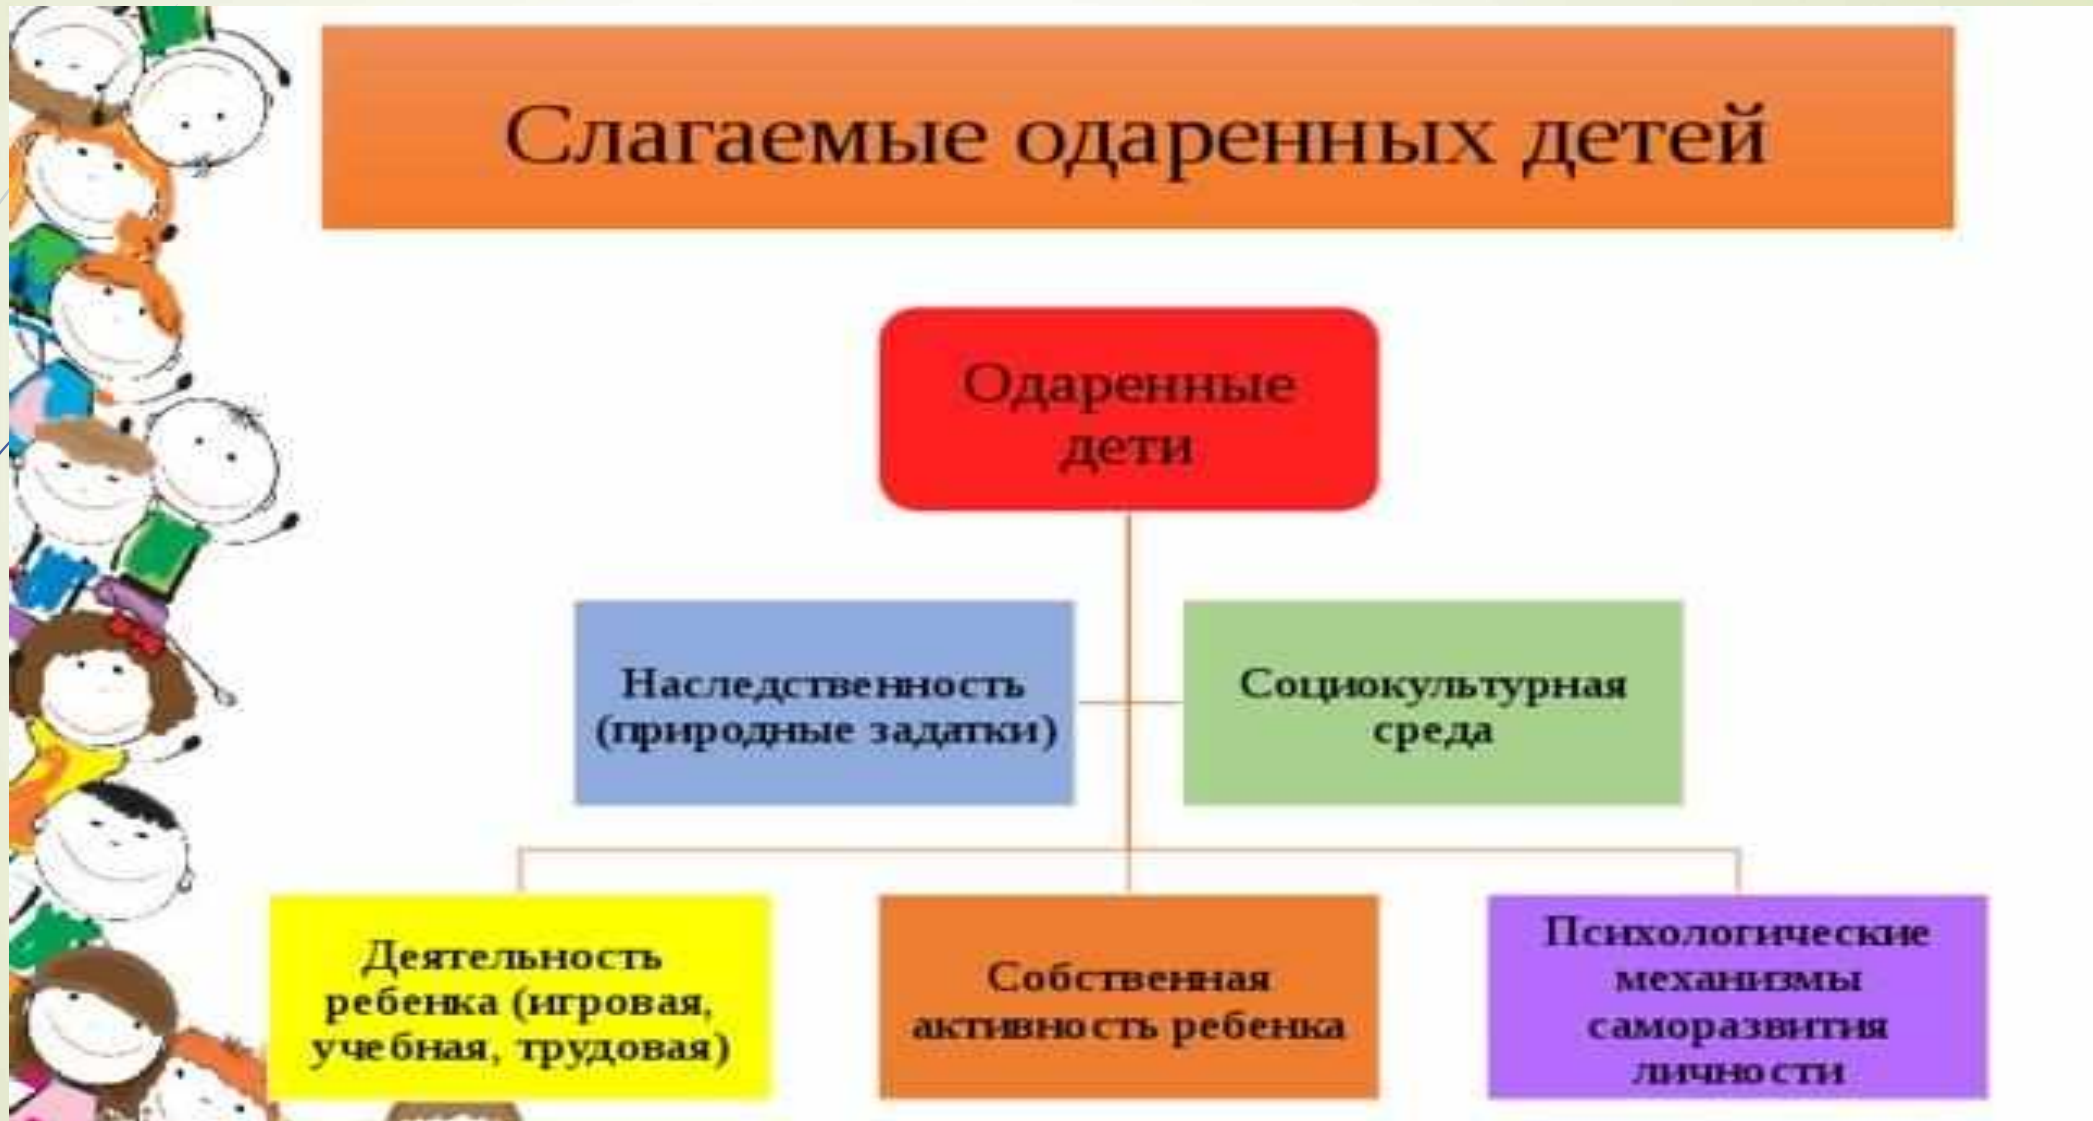 Слагаемые одаренных детей
Одаренные
дети
Наследственность
(природные задатки)
Социокультурная
среда
Деятельность
ребенка (игровая,
учебная, трудовая)
Собственная
активность ребенка
Психологические
механизмы
саморазвития
личности